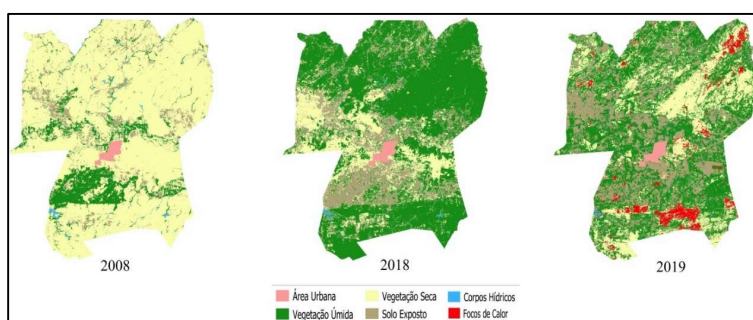 2008
2018
2019
Área Urbana
Vegetação Seca
Corpos Hídricos
Vegetação Úmida
Solo Exposto
Focos de Calor